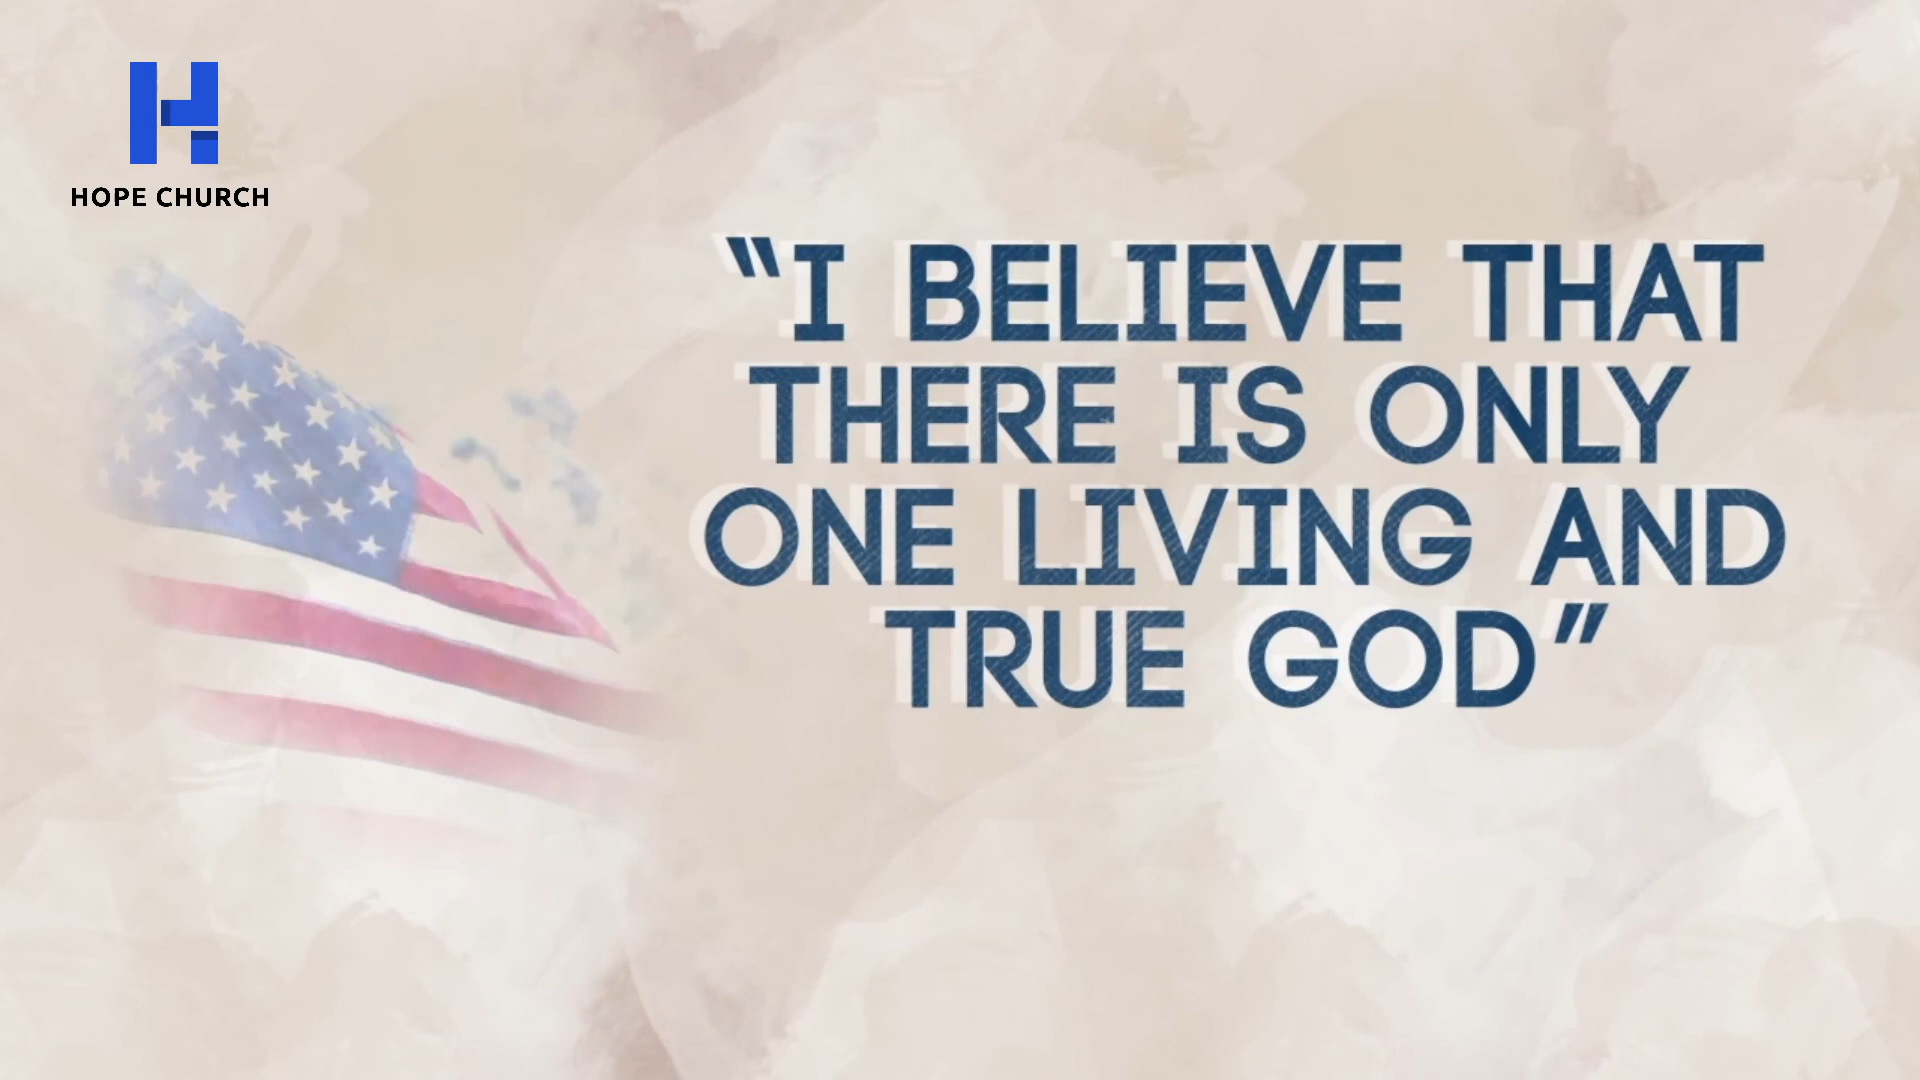 HOPE CHURCH
“I BELIEVE THAT
THERE IS ONLY
ONE LIVING AND
TRUE GOD”